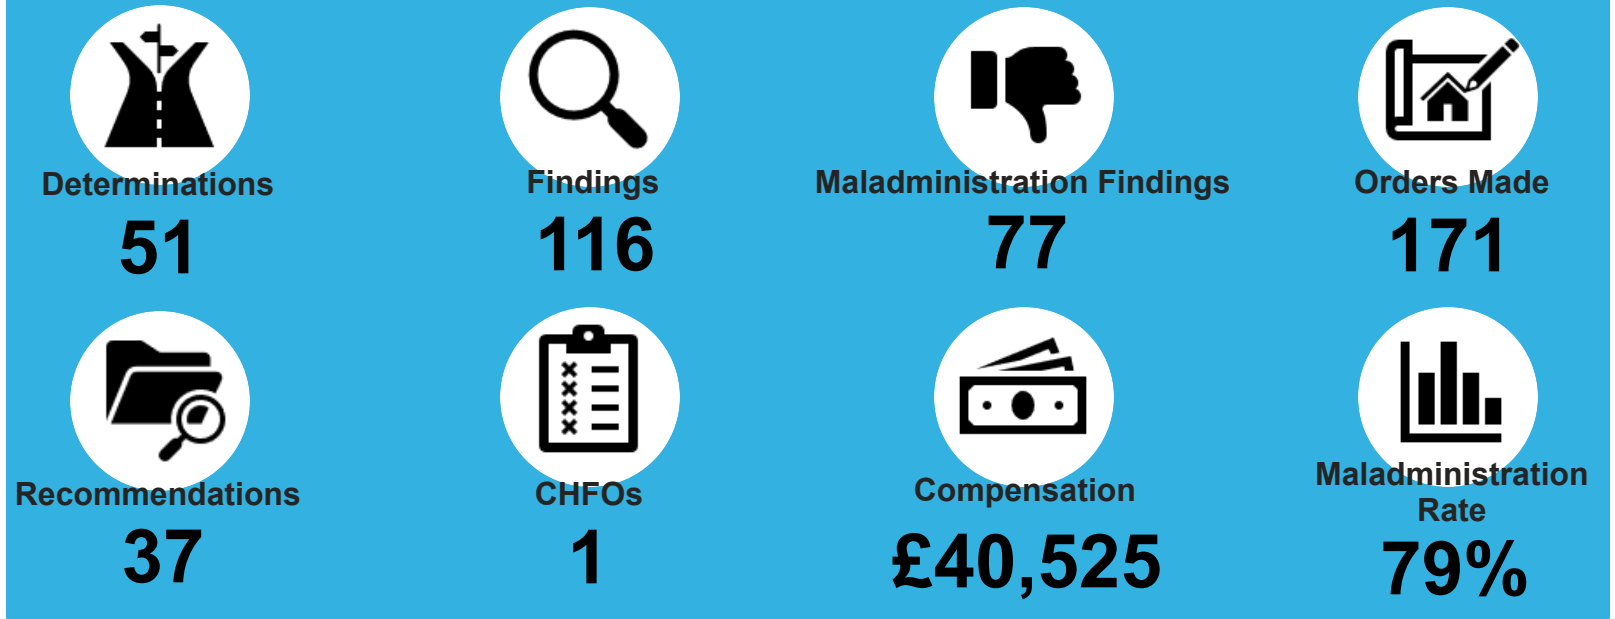 Determinations
51
Findings
116
Maladministration Findings
77
Orders Made
171
Recommendations
37
CHFOs
1
Compensation
£40,525
Maladministration
Rate
79%